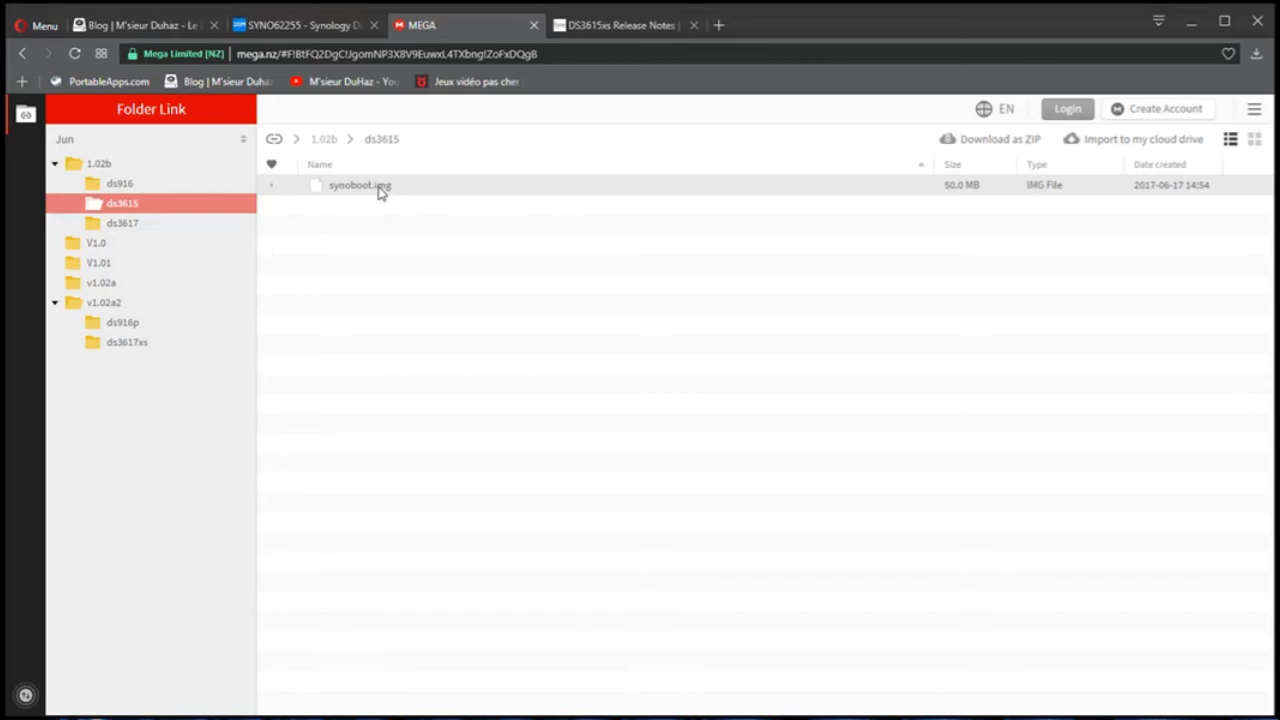 Menu
Blog | M'sieur Duhaz - Le
SYNO62255 - Synology D
MEGA
DS3615xs Release Notes |
Mega Limited [NZ]
mega.nz/#F!BtFQ2DgC!JgomNP3X8V9EuwxL4TXbng!ZoFxDQgB
PortableApps.com
Blog | M'sieur Duha
M'sieur DuHaz - You
Jeux vidéo pas cher
Folder Link
EN
Login
Create Account
Jun
1.02b
ds3615
Download as ZIP
Import to my cloud drive
1.02b
Name
Size
Type
Date created
ds916
synoboot.img
50.0 MB
IMG File
2017-06-17 14:54
ds3615
ds3617
V1.0
V1.01
v1.02a
v1.02a2
ds916p
ds3617xs